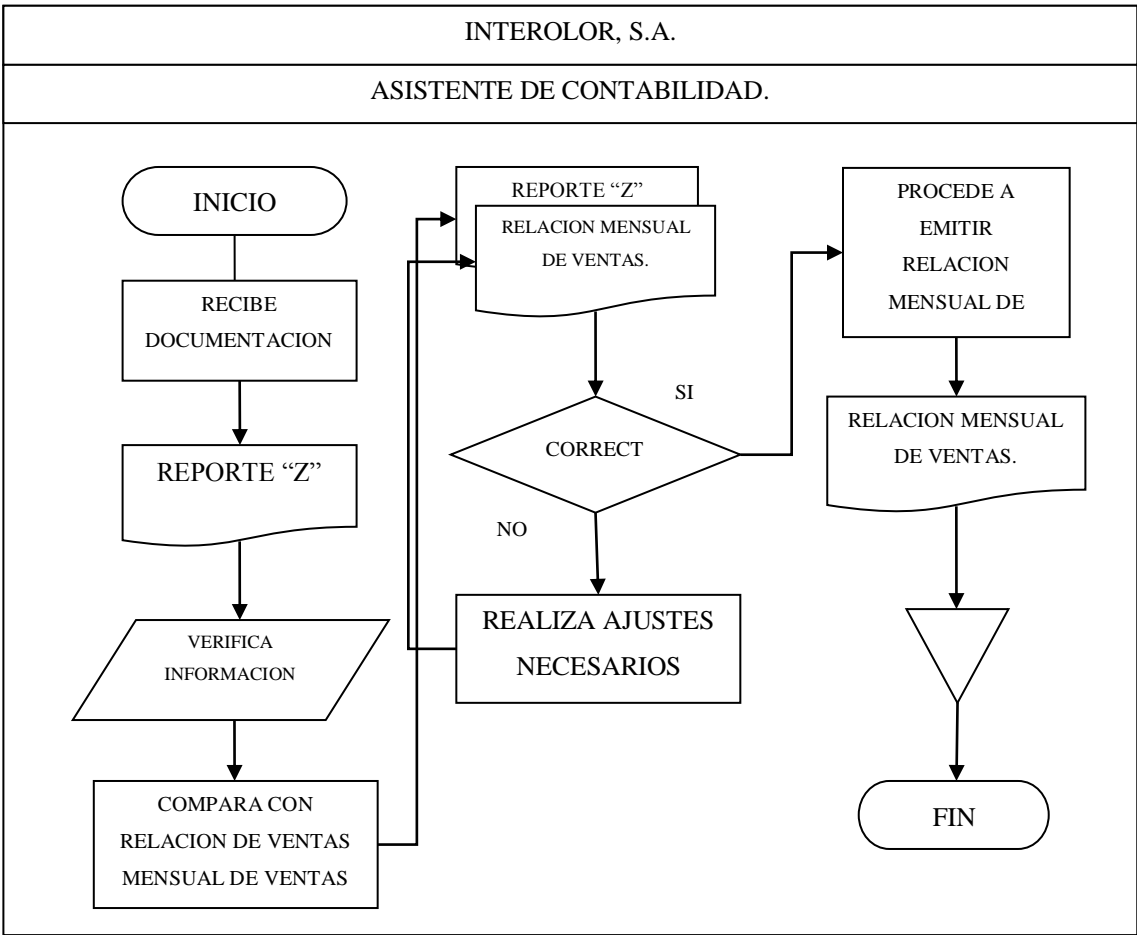 INTEROLOR, S.A.
ASISTENTE DE CONTABILIDAD.
INICIO
RECIBE
DOCUMENTACION
REPORTE “Z”
VERIFICA
INFORMACION
COMPARA CON
RELACION DE VENTAS
MENSUAL DE VENTAS
REPORTE “Z”
RELACION MENSUAL
DE VENTAS.
CORRECT
SI
NO
REALIZA AJUSTES
NECESARIOS
PROCEDE A
EMITIR
RELACION
MENSUAL DE
RELACION MENSUAL
DE VENTAS.
FIN